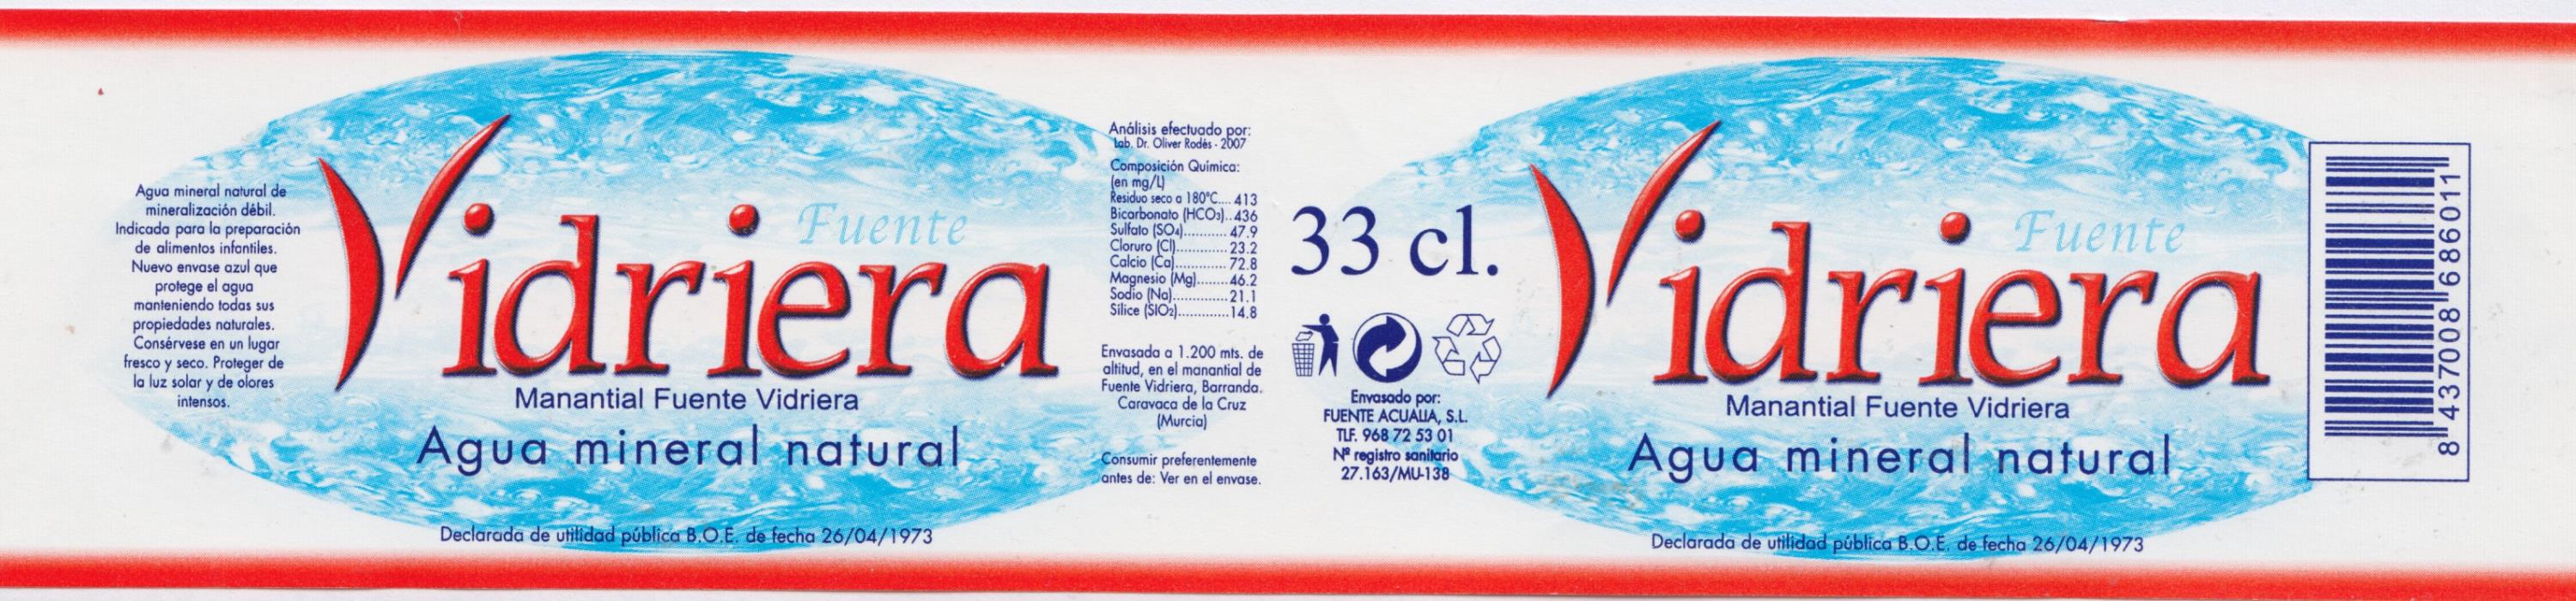 Agua mineral natural de
mineralización débil.
Indicada para la preparación
de alimentos infantiles.
Nuevo envase azul que
protege el agua
manteniendo todas sus
propiedades naturales.
Consérvese en un lugar
fresco y seco. Proteger de
la luz solar y de olores
intensos.
Fuente
Vidriera
Manantial Fuente Vidriera
Agua mineral natural
Declarada de utilidad pública B.O.E. de fecha 26/04/1973
Análisis efectuado por:
Lab. Dr. Oliver Rodés - 2007
Composición Química:
(en mg/L)
Residuo seco a 180°C.... 413
Bicarbonato (HCO₃)..436
Sulfato (SO₄).......... 47.9
Cloruro (Cl)............ 23.2
Calcio (Ca)............ 72.8
Magnesio (Mg).......46.2
Sodio (Na).............21.1
Silice (SIO₂)............14.8
Envasada a 1.200 mts. de
altitud, en el manantial de
Fuente Vidriera, Barranda.
Caravaca de la Cruz
(Murcia)
Consumir preferentemente
antes de: Ver en el envase.
33 cl.
Envasado por:
FUENTE ACUALIA, S.L.
TLF. 968 72 53 01
Nº registro sanitario
27.163/MU-138
Fuente
Vidriera
Manantial Fuente Vidriera
Agua mineral natural
Declarada de utilidad pública B.O.E. de fecha 26/04/1973
8 437008 686011